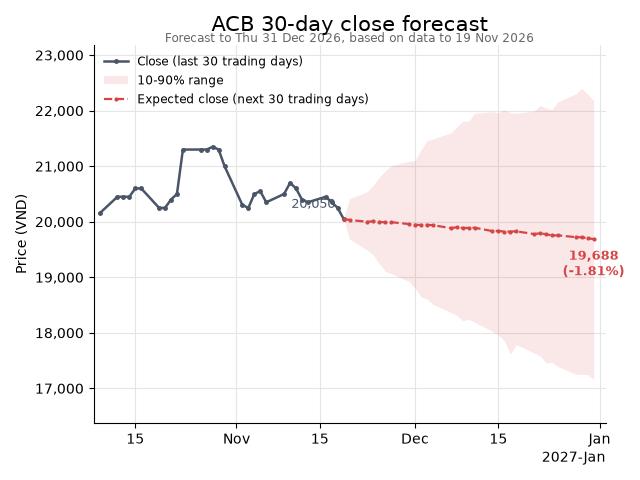 ACB 30-day close forecast
Forecast to Thu 31 Dec 2026, based on data to 19 Nov 2026
Close (last 30 trading days)
10-90% range
Expected close (next 30 trading days)
Price (VND)
23,000
22,000
21,000
20,000
19,000
18,000
17,000
20,050
19,688
(-1.81%)
15
Nov
15
Dec
15
Jan
2027-Jan